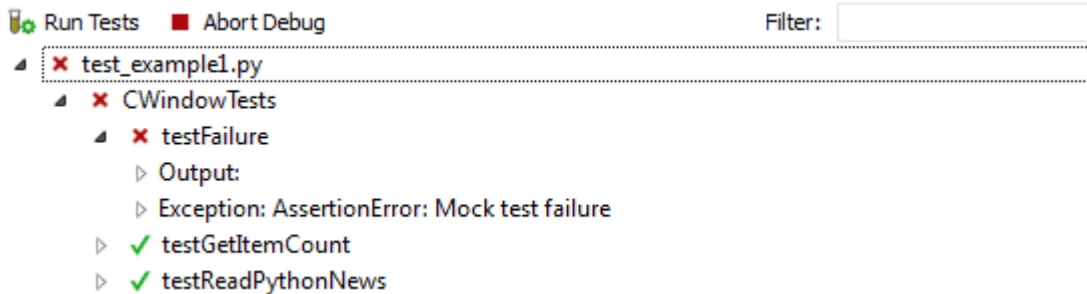 Run Tests Abort Debug Filter:
test_example1.py
CWindowTests
testFailure
Output:
Exception: AssertionError: Mock test failure
testGetItemCount
testReadPythonNews